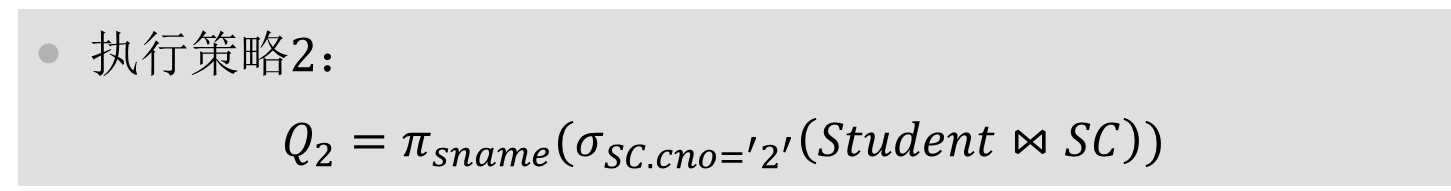 • 执行策略2：
Q₂ = π_sname(σ_SC.cno='2'(Student ⋈ SC))